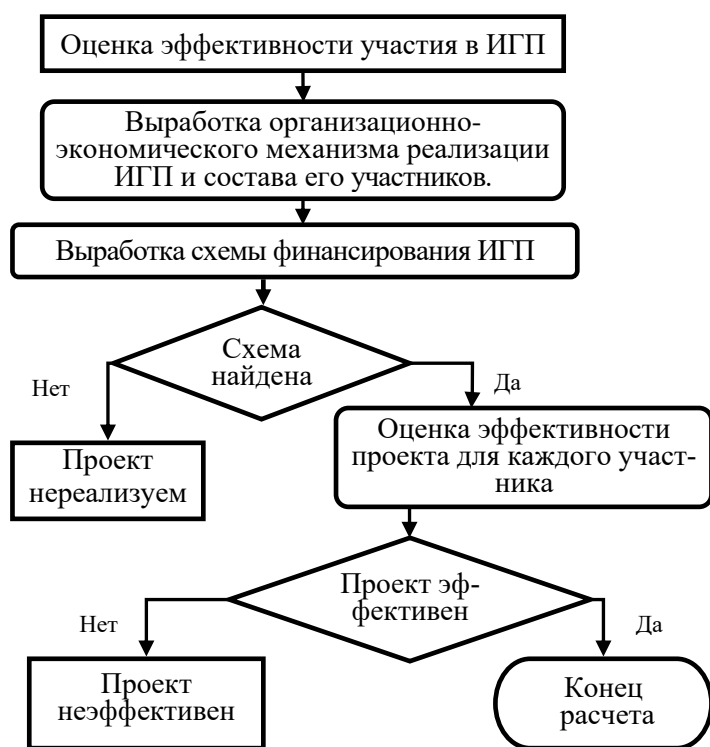 Оценка эффективности участия в ИГП
Выработка организационно-
экономического механизма реализации
ИГП и состава его участников.
Выработка схемы финансирования ИГП
Схема
найдена
Нет
Да
Проект
нереализуем
Оценка эффективности
проекта для каждого участ-
ника
Проект эф-
фективен
Нет
Да
Проект
неэффективен
Конец
расчета